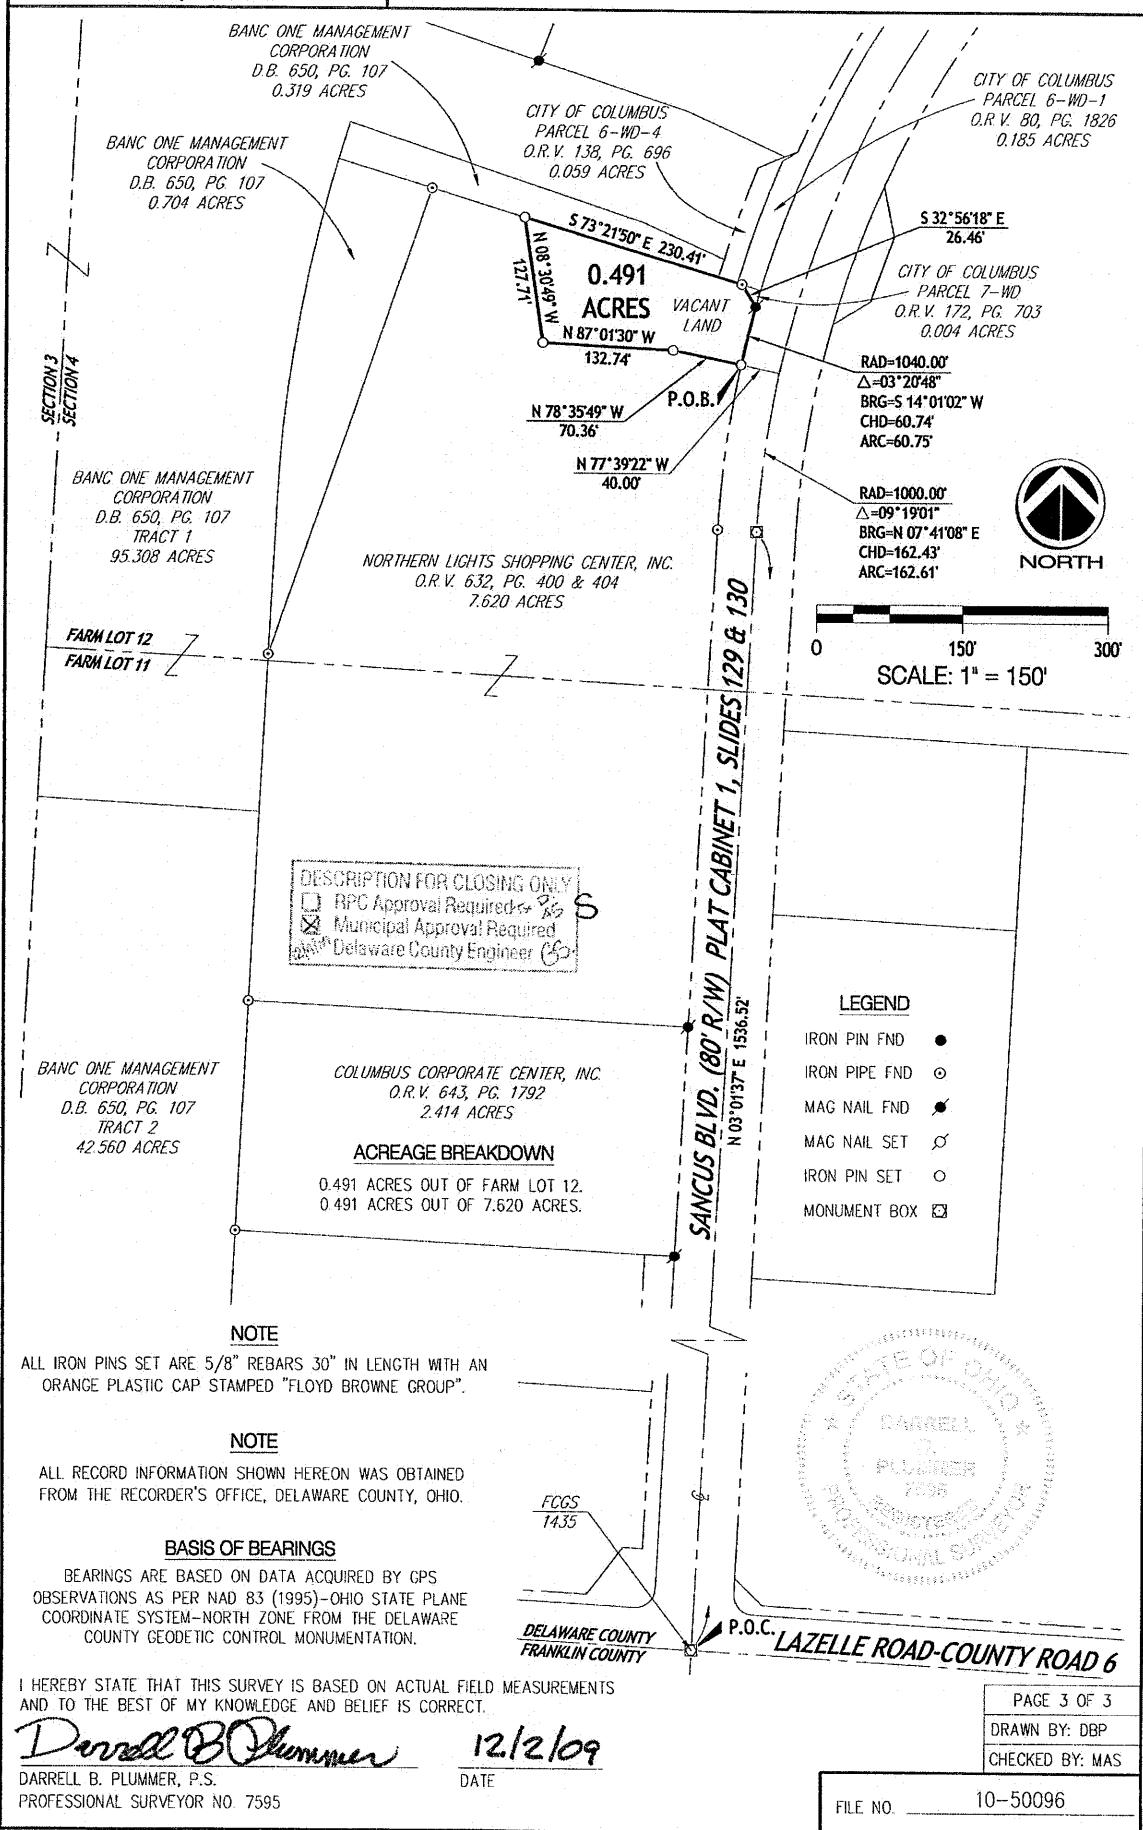 BANC ONE MANAGEMENT
CORPORATION
D.B. 650, PG. 107
0.319 ACRES
CITY OF COLUMBUS
PARCEL 6-WD-1
O.R.V. 80, PG. 1826
0.185 ACRES
CITY OF COLUMBUS
PARCEL 6-WD-4
O.R.V. 138, PG. 696
0.059 ACRES
BANC ONE MANAGEMENT
CORPORATION
D.B. 650, PG. 107
0.704 ACRES
S 32°56'18" E
26.46'
S 73°21'50" E 230.41'
N 08°30'49" W
127.71'
0.491
ACRES
VACANT
LAND
N 87°01'30" W
132.74'
CITY OF COLUMBUS
PARCEL 7-WD
O.R.V. 172, PG. 703
0.004 ACRES
RAD=1040.00'
△=03°20'48"
BRG=S 14°01'02" W
CHD=60.74'
ARC=60.75'
P.O.B.
N 78°35'49" W
70.36'
N 77°39'22" W
40.00'
SECTION 3
SECTION 4
BANC ONE MANAGEMENT
CORPORATION
D.B. 650, PG. 107
TRACT 1
95.308 ACRES
RAD=1000.00'
△=09°19'01"
BRG=N 07°41'08" E
CHD=162.43'
ARC=162.61'
NORTH
NORTHERN LIGHTS SHOPPING CENTER, INC.
O.R.V. 632, PG. 400 & 404
7.620 ACRES
0 150' 300'
SCALE: 1" = 150'
FARM LOT 12
FARM LOT 11
SANCUS BLVD. (80' R/W) PLAT CABINET 1, SLIDES 129 & 130
N 03°01'37" E 1536.52'
DESCRIPTION FOR CLOSING ONLY
RPC Approval Required
S
Municipal Approval Required
Delaware County Engineer
LEGEND
IRON PIN FND
IRON PIPE FND
MAG NAIL FND
MAG NAIL SET
IRON PIN SET
MONUMENT BOX
BANC ONE MANAGEMENT
CORPORATION
D.B. 650, PG. 107
TRACT 2
42.560 ACRES
COLUMBUS CORPORATE CENTER, INC.
O.R.V. 643, PG. 1792
2.414 ACRES
ACREAGE BREAKDOWN
0.491 ACRES OUT OF FARM LOT 12.
0.491 ACRES OUT OF 7.620 ACRES.
NOTE
ALL IRON PINS SET ARE 5/8" REBARS 30" IN LENGTH WITH AN
ORANGE PLASTIC CAP STAMPED "FLOYD BROWNE GROUP".
NOTE
ALL RECORD INFORMATION SHOWN HEREON WAS OBTAINED
FROM THE RECORDER'S OFFICE, DELAWARE COUNTY, OHIO.
BASIS OF BEARINGS
BEARINGS ARE BASED ON DATA ACQUIRED BY GPS
OBSERVATIONS AS PER NAD 83 (1995)-OHIO STATE PLANE
COORDINATE SYSTEM-NORTH ZONE FROM THE DELAWARE
COUNTY GEODETIC CONTROL MONUMENTATION.
FCGS
1435
STATE OF OHIO
DARRELL
B.
PLUMMER
7595
REGISTERED
PROFESSIONAL SURVEYOR
DELAWARE COUNTY
FRANKLIN COUNTY
P.O.C.
LAZELLE ROAD-COUNTY ROAD 6
I HEREBY STATE THAT THIS SURVEY IS BASED ON ACTUAL FIELD MEASUREMENTS
AND TO THE BEST OF MY KNOWLEDGE AND BELIEF IS CORRECT.
Darrell B Plummer 12/2/09
DARRELL B. PLUMMER, P.S. DATE
PROFESSIONAL SURVEYOR NO. 7595
PAGE 3 OF 3
DRAWN BY: DBP
CHECKED BY: MAS
FILE NO. 10-50096